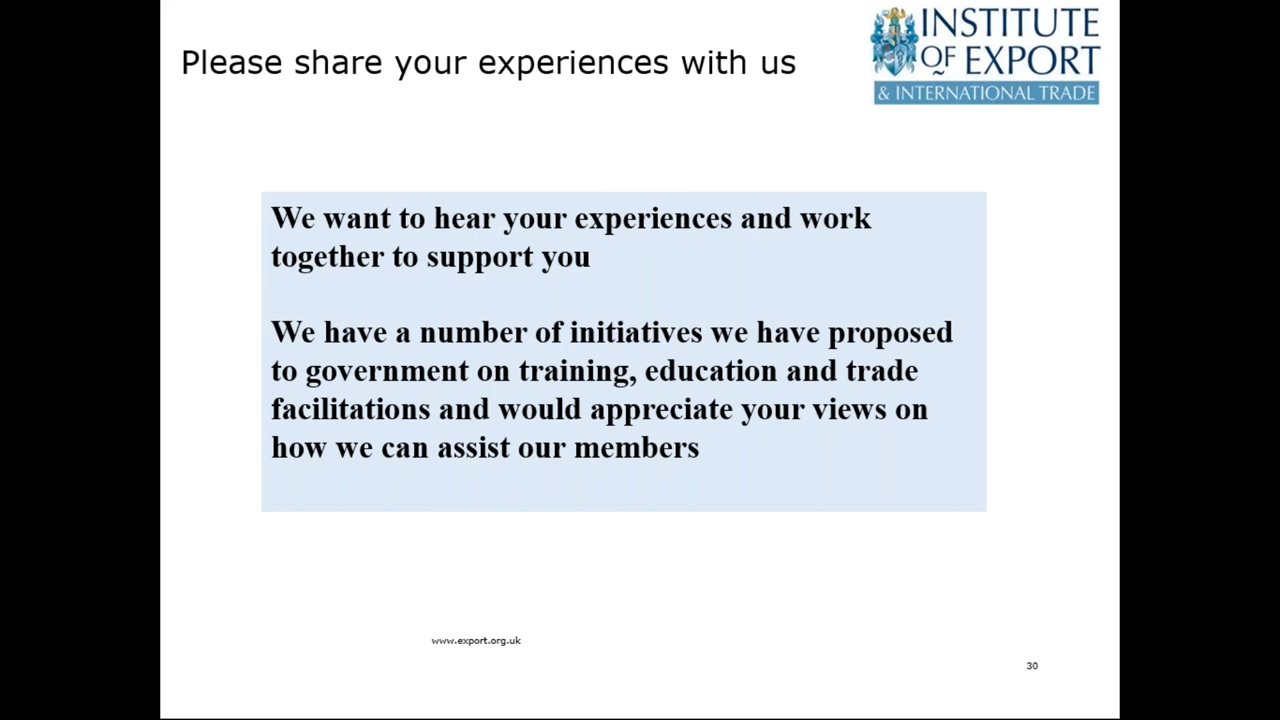 Please share your experiences with us
INSTITUTE
OF EXPORT
& INTERNATIONAL TRADE
We want to hear your experiences and work
together to support you
We have a number of initiatives we have proposed
to government on training, education and trade
facilitations and would appreciate your views on
how we can assist our members
www.export.org.uk
30